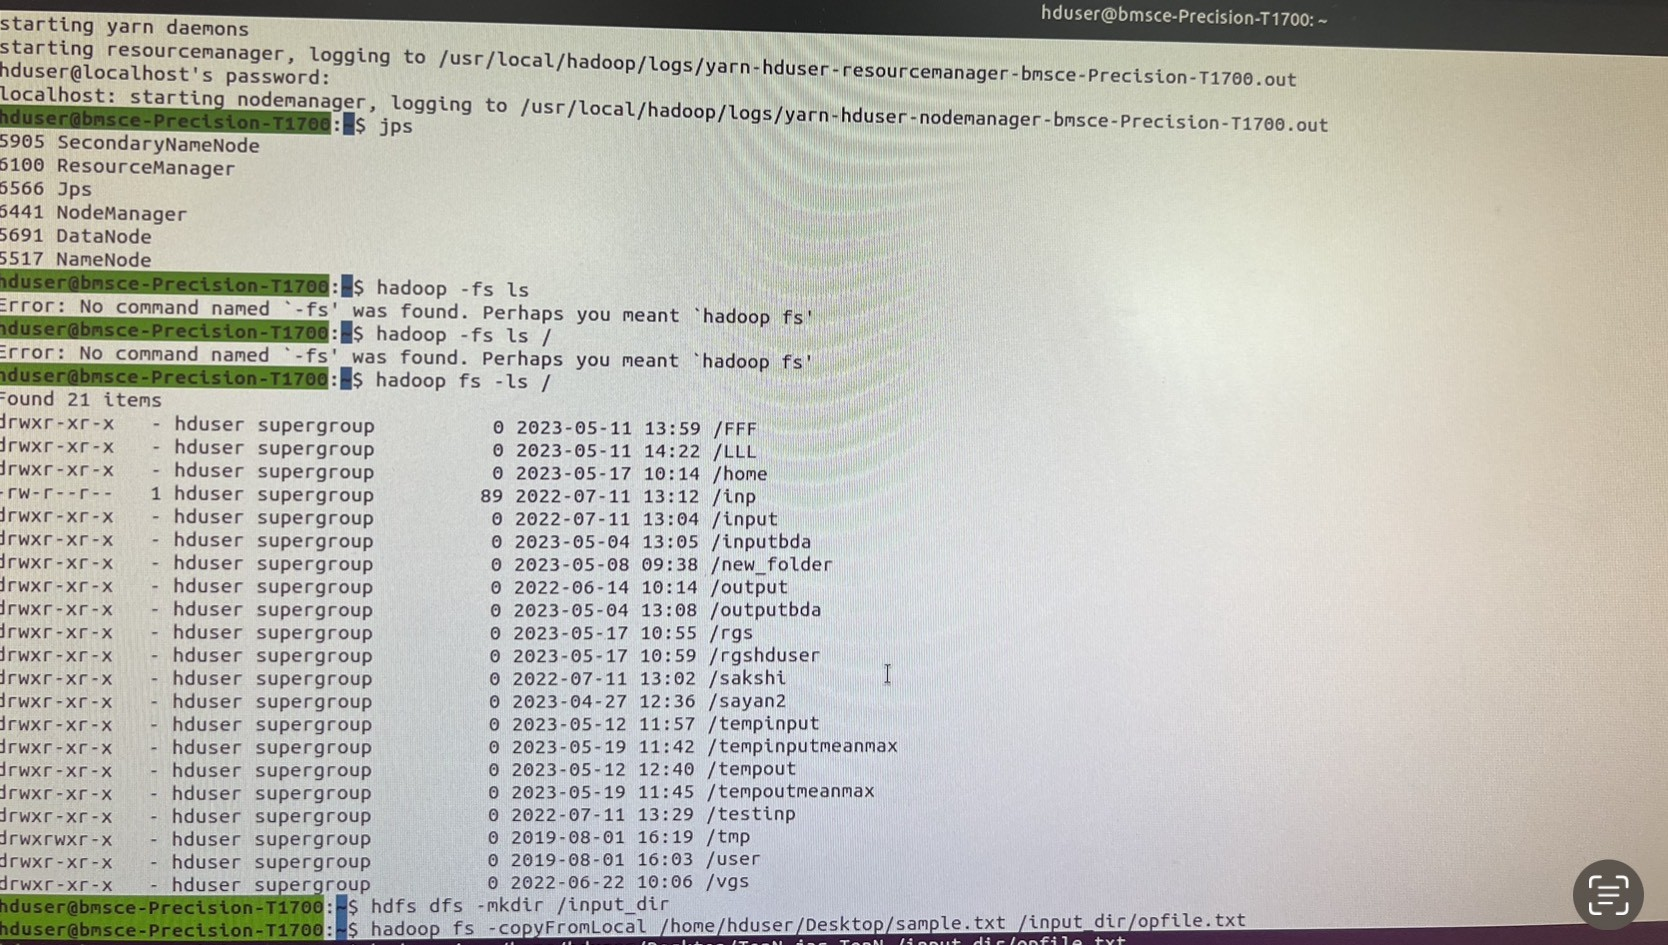 hduser@bmsce-Precision-T1700: ~
starting yarn daemons
starting resourcemanager, logging to /usr/local/hadoop/logs/yarn-hduser-resourcemanager-bmsce-Precision-T1700.out
hduser@localhost's password:
localhost: starting nodemanager, logging to /usr/local/hadoop/logs/yarn-hduser-nodemanager-bmsce-Precision-T1700.out
hduser@bmsce-Precision-T1700:~$ jps
5905 SecondaryNameNode
6100 ResourceManager
6566 Jps
6441 NodeManager
5691 DataNode
5517 NameNode
hduser@bmsce-Precision-T1700:~$ hadoop -fs ls
Error: No command named `-fs' was found. Perhaps you meant `hadoop fs'
hduser@bmsce-Precision-T1700:~$ hadoop -fs ls /
Error: No command named `-fs' was found. Perhaps you meant `hadoop fs'
hduser@bmsce-Precision-T1700:~$ hadoop fs -ls /
Found 21 items
drwxr-xr-x - hduser supergroup 0 2023-05-11 13:59 /FFF
drwxr-xr-x - hduser supergroup 0 2023-05-11 14:22 /LLL
drwxr-xr-x - hduser supergroup 0 2023-05-17 10:14 /home
-rw-r--r-- 1 hduser supergroup 89 2022-07-11 13:12 /inp
drwxr-xr-x - hduser supergroup 0 2022-07-11 13:04 /input
drwxr-xr-x - hduser supergroup 0 2023-05-04 13:05 /inputbda
drwxr-xr-x - hduser supergroup 0 2023-05-08 09:38 /new_folder
drwxr-xr-x - hduser supergroup 0 2022-06-14 10:14 /output
drwxr-xr-x - hduser supergroup 0 2023-05-04 13:08 /outputbda
drwxr-xr-x - hduser supergroup 0 2023-05-17 10:55 /rgs
drwxr-xr-x - hduser supergroup 0 2023-05-17 10:59 /rgshduser
drwxr-xr-x - hduser supergroup 0 2022-07-11 13:02 /sakshi
drwxr-xr-x - hduser supergroup 0 2023-04-27 12:36 /sayan2
drwxr-xr-x - hduser supergroup 0 2023-05-12 11:57 /tempinput
drwxr-xr-x - hduser supergroup 0 2023-05-19 11:42 /tempinputmeanmax
drwxr-xr-x - hduser supergroup 0 2023-05-12 12:40 /tempout
drwxr-xr-x - hduser supergroup 0 2023-05-19 11:45 /tempoutmeanmax
drwxr-xr-x - hduser supergroup 0 2022-07-11 13:29 /testinp
drwxrwxr-x - hduser supergroup 0 2019-08-01 16:19 /tmp
drwxr-xr-x - hduser supergroup 0 2019-08-01 16:03 /user
drwxr-xr-x - hduser supergroup 0 2022-06-22 10:06 /vgs
hduser@bmsce-Precision-T1700:~$ hdfs dfs -mkdir /input_dir
hduser@bmsce-Precision-T1700:~$ hadoop fs -copyFromLocal /home/hduser/Desktop/sample.txt /input_dir/opfile.txt